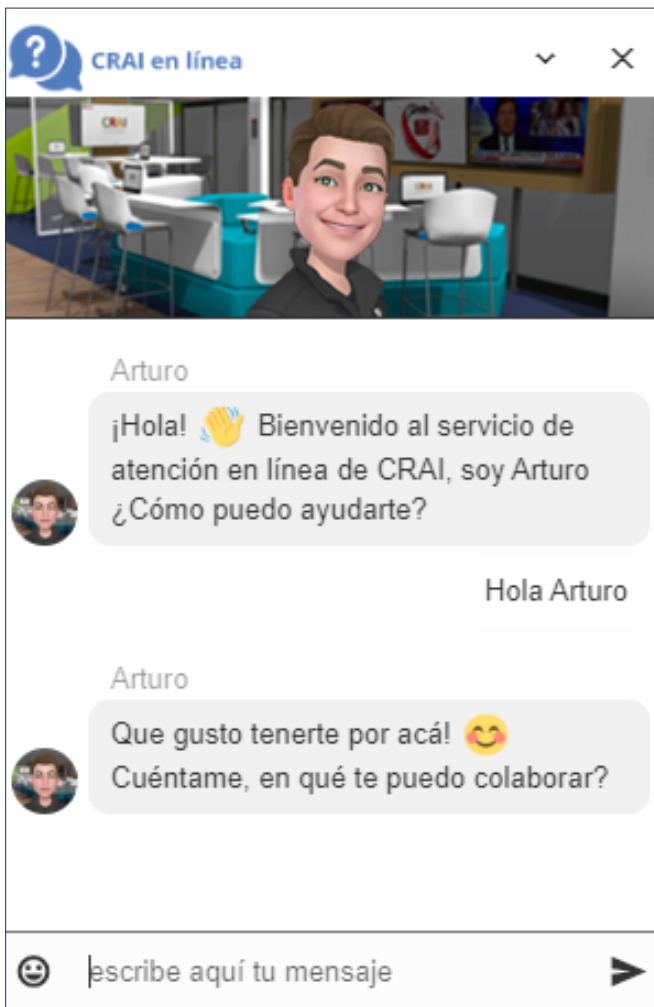 ?
CRAI en línea
CRAI
Arturo
¡Hola! 👋 Bienvenido al servicio de
atención en línea de CRAI, soy Arturo
¿Cómo puedo ayudarte?
Hola Arturo
Arturo
Que gusto tenerte por acá! 😊
Cuéntame, en qué te puedo colaborar?
escribe aquí tu mensaje